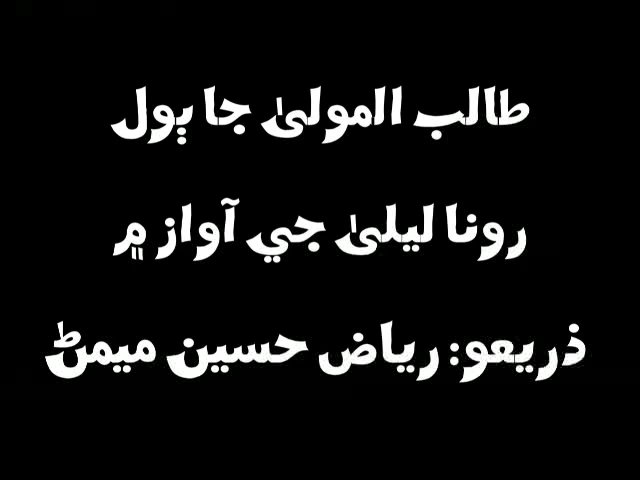 طالب المولىٰ جا ٻول
رونا ليلىٰ جي آواز ۾
ذريعو: رياض حسين ميمڻ